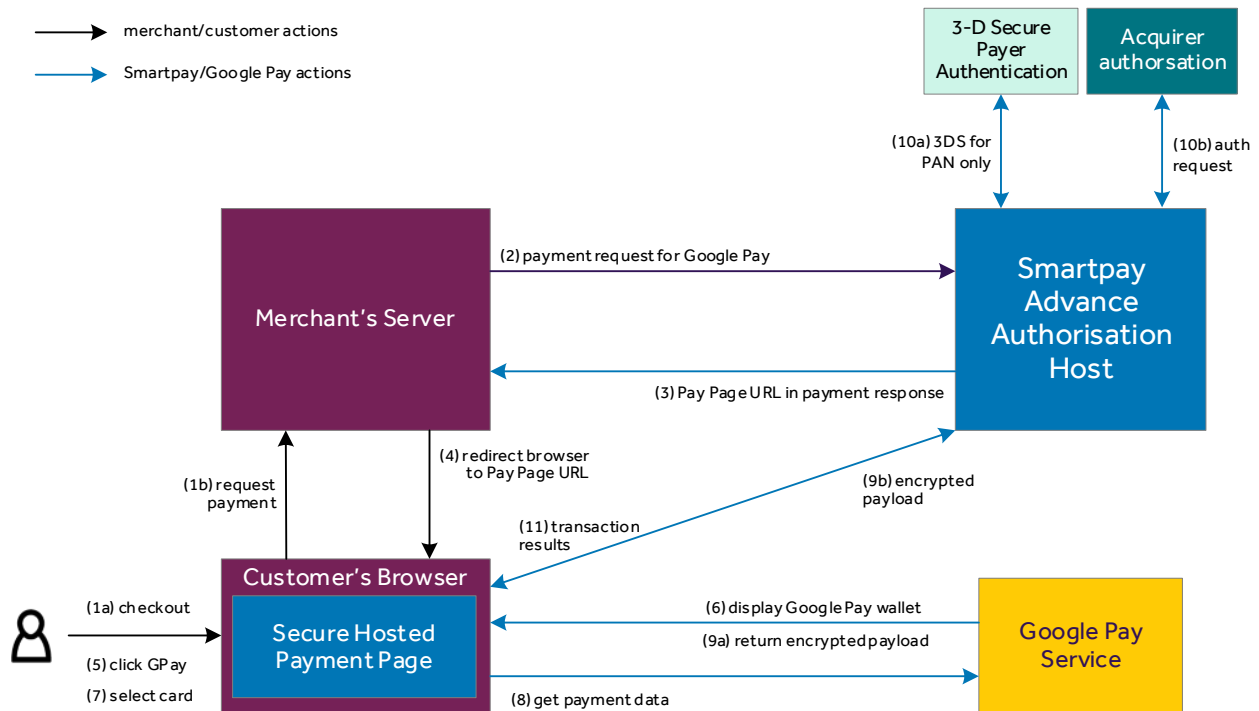 merchant/customer actions
Smartpay/Google Pay actions
3-D Secure
Payer
Authentication
Acquirer
authorsation
(10a) 3DS for
PAN only
(10b) auth
request
Merchant's Server
(2) payment request for Google Pay
Smartpay
Advance
Authorisation
Host
(3) Pay Page URL in payment response
(1b) request
payment
(4) redirect browser
to Pay Page URL
(9b) encrypted
payload
(11) transaction
results
Customer's Browser
Secure Hosted
Payment Page
(1a) checkout
(5) click GPay
(7) select card
(6) display Google Pay wallet
(9a) return encrypted payload
(8) get payment data
Google Pay
Service